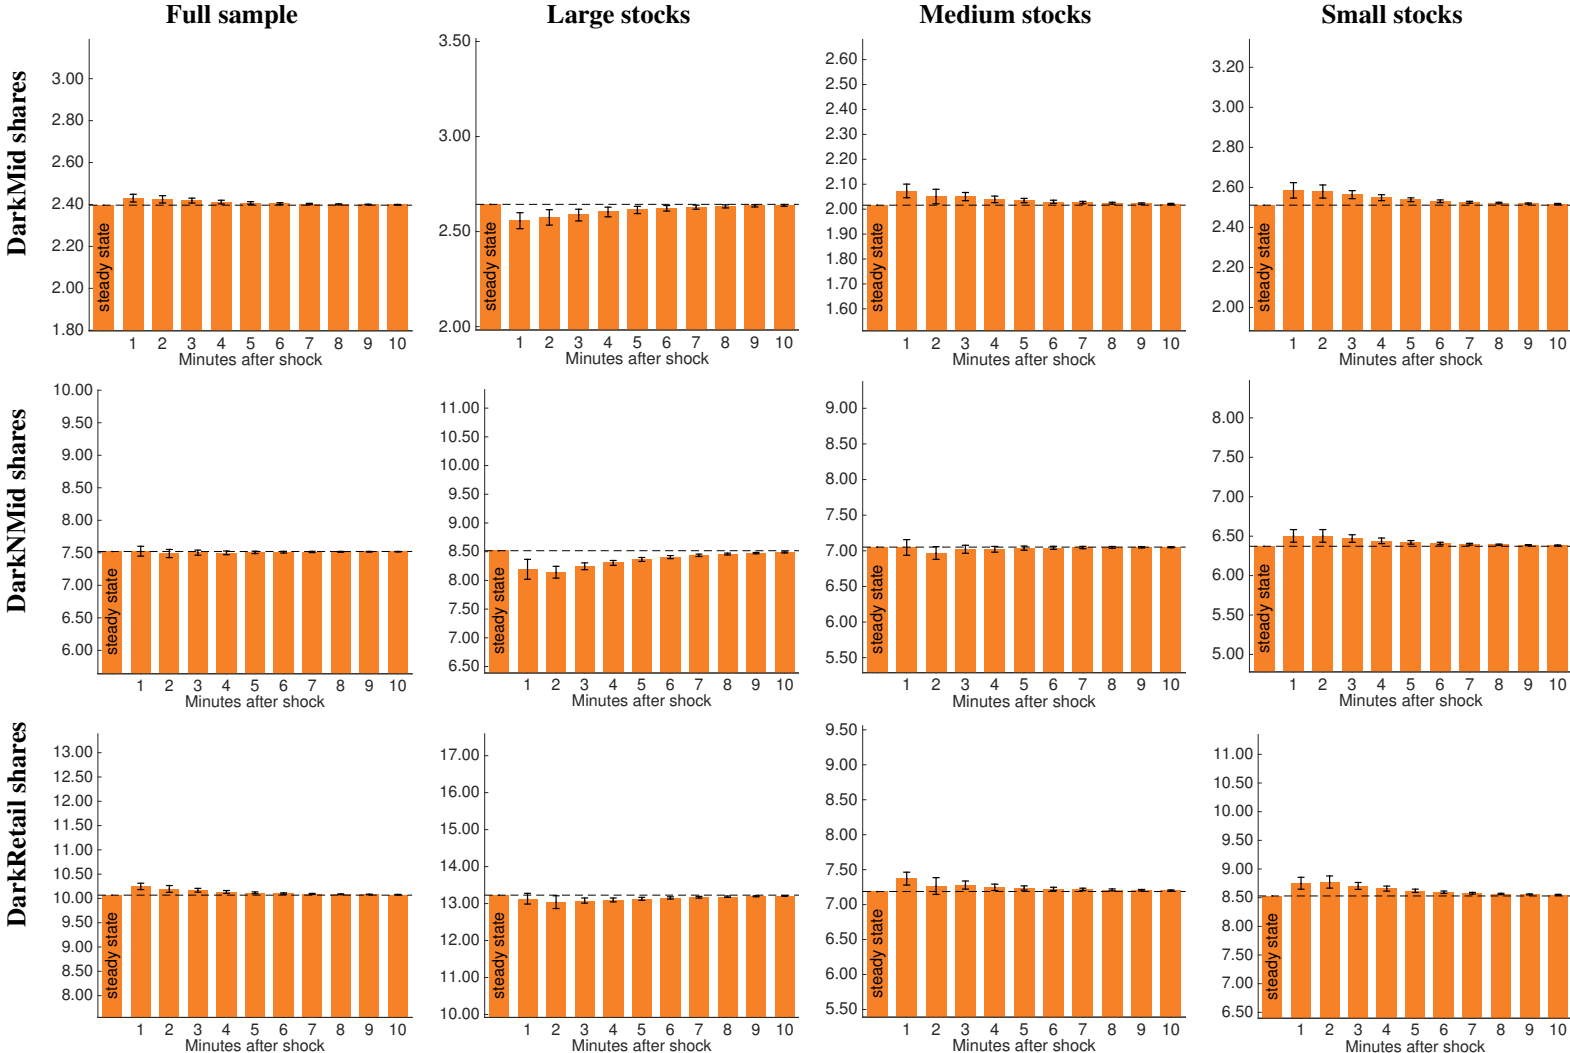 Full sample
Large stocks
Medium stocks
Small stocks
DarkMid shares
3.00
2.80
2.60
2.40
2.20
2.00
1.80
steady state
1 2 3 4 5 6 7 8 9 10
Minutes after shock
3.50
3.00
2.50
2.00
steady state
1 2 3 4 5 6 7 8 9 10
Minutes after shock
2.60
2.50
2.40
2.30
2.20
2.10
2.00
1.90
1.80
1.70
1.60
steady state
1 2 3 4 5 6 7 8 9 10
Minutes after shock
3.20
3.00
2.80
2.60
2.40
2.20
2.00
steady state
1 2 3 4 5 6 7 8 9 10
Minutes after shock
DarkNMid shares
10.00
9.50
9.00
8.50
8.00
7.50
7.00
6.50
6.00
steady state
1 2 3 4 5 6 7 8 9 10
Minutes after shock
11.00
10.50
10.00
9.50
9.00
8.50
8.00
7.50
7.00
6.50
steady state
1 2 3 4 5 6 7 8 9 10
Minutes after shock
9.00
8.50
8.00
7.50
7.00
6.50
6.00
5.50
steady state
1 2 3 4 5 6 7 8 9 10
Minutes after shock
8.00
7.50
7.00
6.50
6.00
5.50
5.00
steady state
1 2 3 4 5 6 7 8 9 10
Minutes after shock
DarkRetail shares
13.00
12.50
12.00
11.50
11.00
10.50
10.00
9.50
9.00
8.50
8.00
steady state
1 2 3 4 5 6 7 8 9 10
Minutes after shock
17.00
16.00
15.00
14.00
13.00
12.00
11.00
10.00
steady state
1 2 3 4 5 6 7 8 9 10
Minutes after shock
9.50
9.00
8.50
8.00
7.50
7.00
6.50
6.00
5.50
steady state
1 2 3 4 5 6 7 8 9 10
Minutes after shock
11.00
10.50
10.00
9.50
9.00
8.50
8.00
7.50
7.00
6.50
steady state
1 2 3 4 5 6 7 8 9 10
Minutes after shock